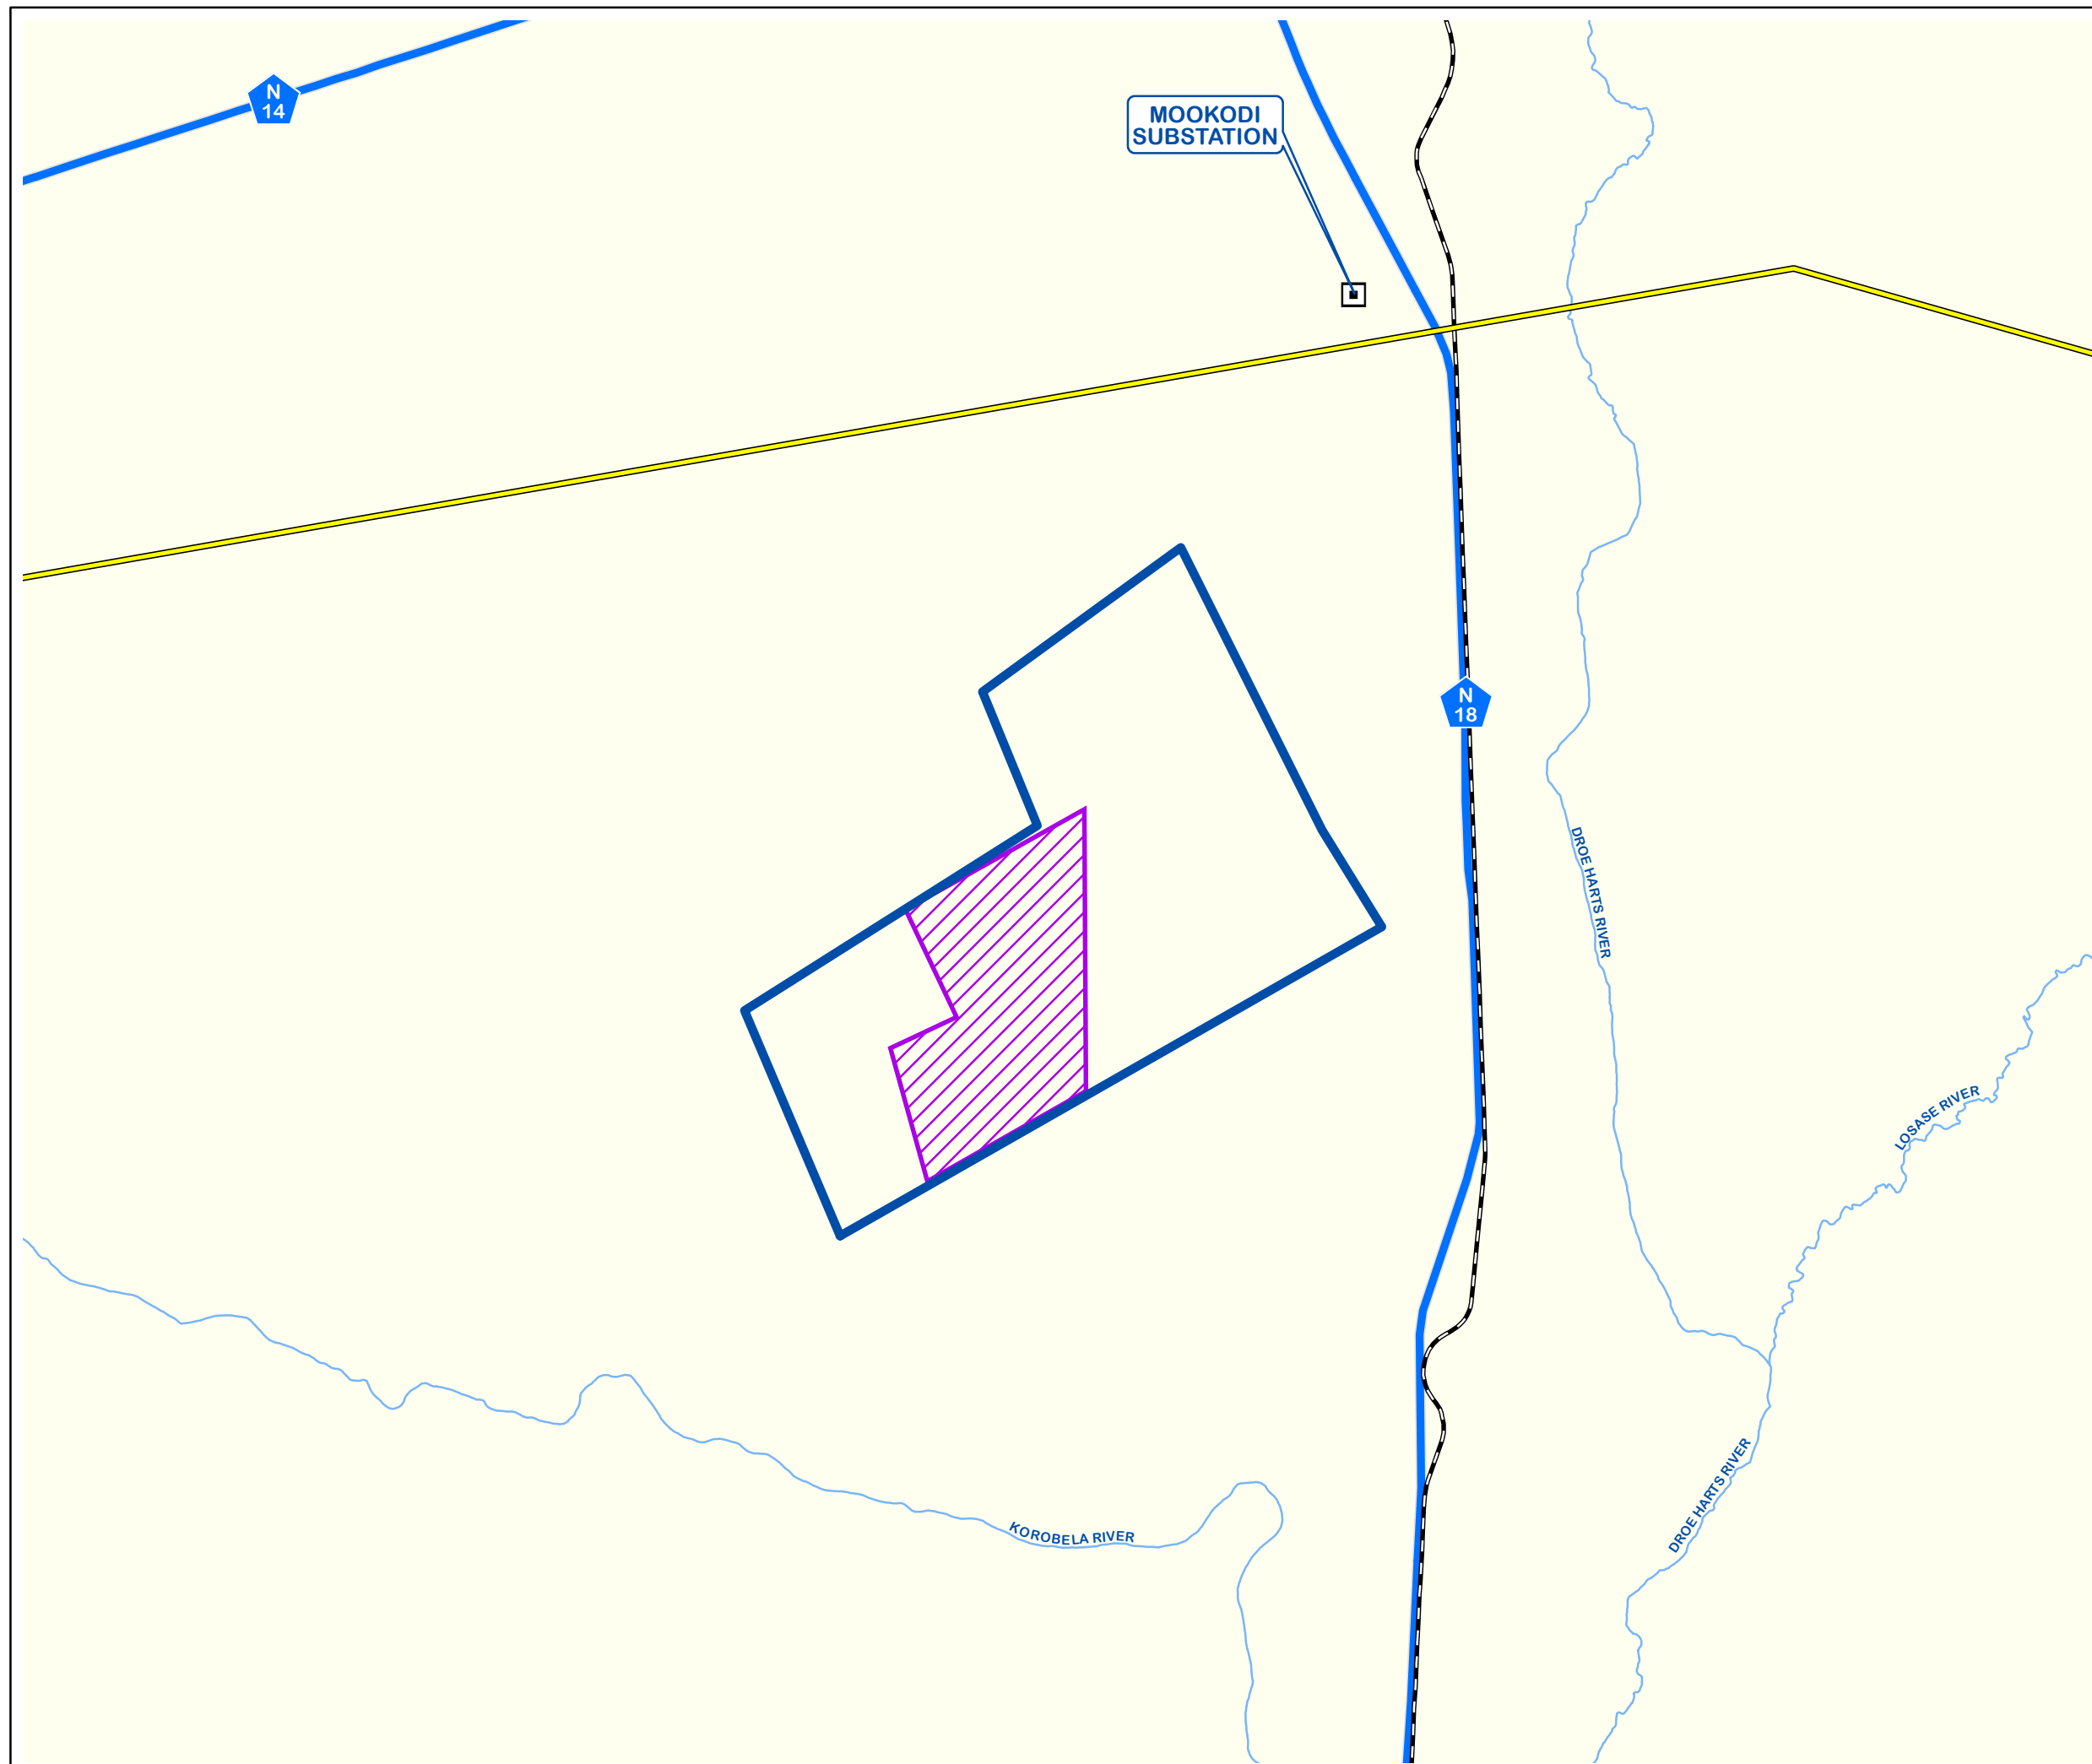 N
14
MOOKODI
SUBSTATION
N
18
DROE HARTS RIVER
LOSASE RIVER
DROE HARTS RIVER
KOROBELA RIVER